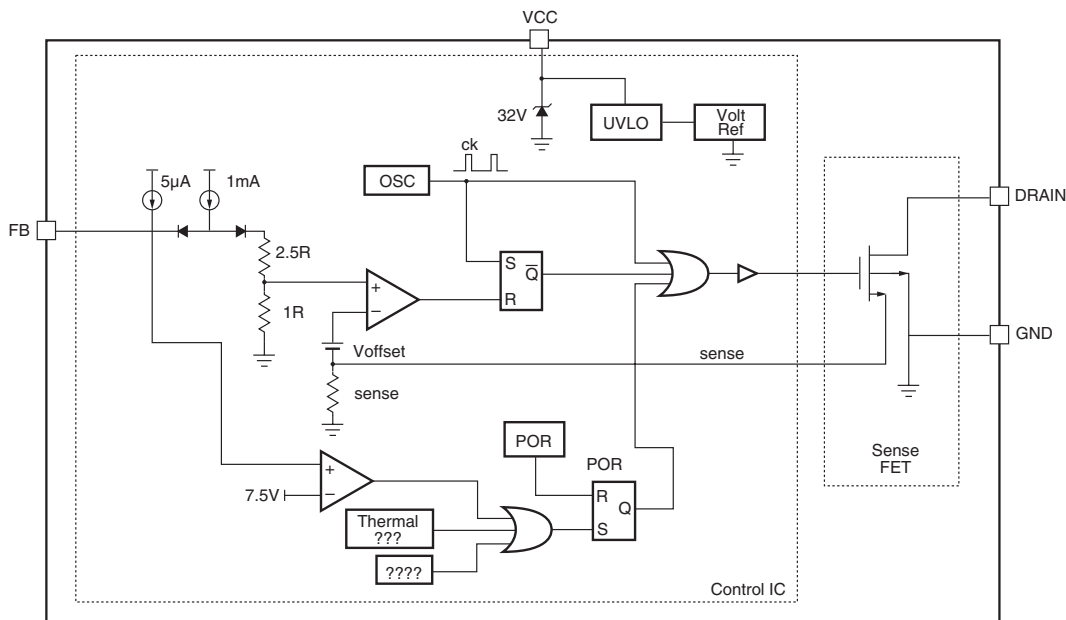 VCC
32V
UVLO
Volt
Ref
ck
OSC
5µA
1mA
DRAIN
FB
2.5R
S
Q
R
+
−
1R
GND
Voffset
sense
sense
POR
POR
Sense
FET
+
−
7.5V
R
Q
S
Thermal
???
????
Control IC